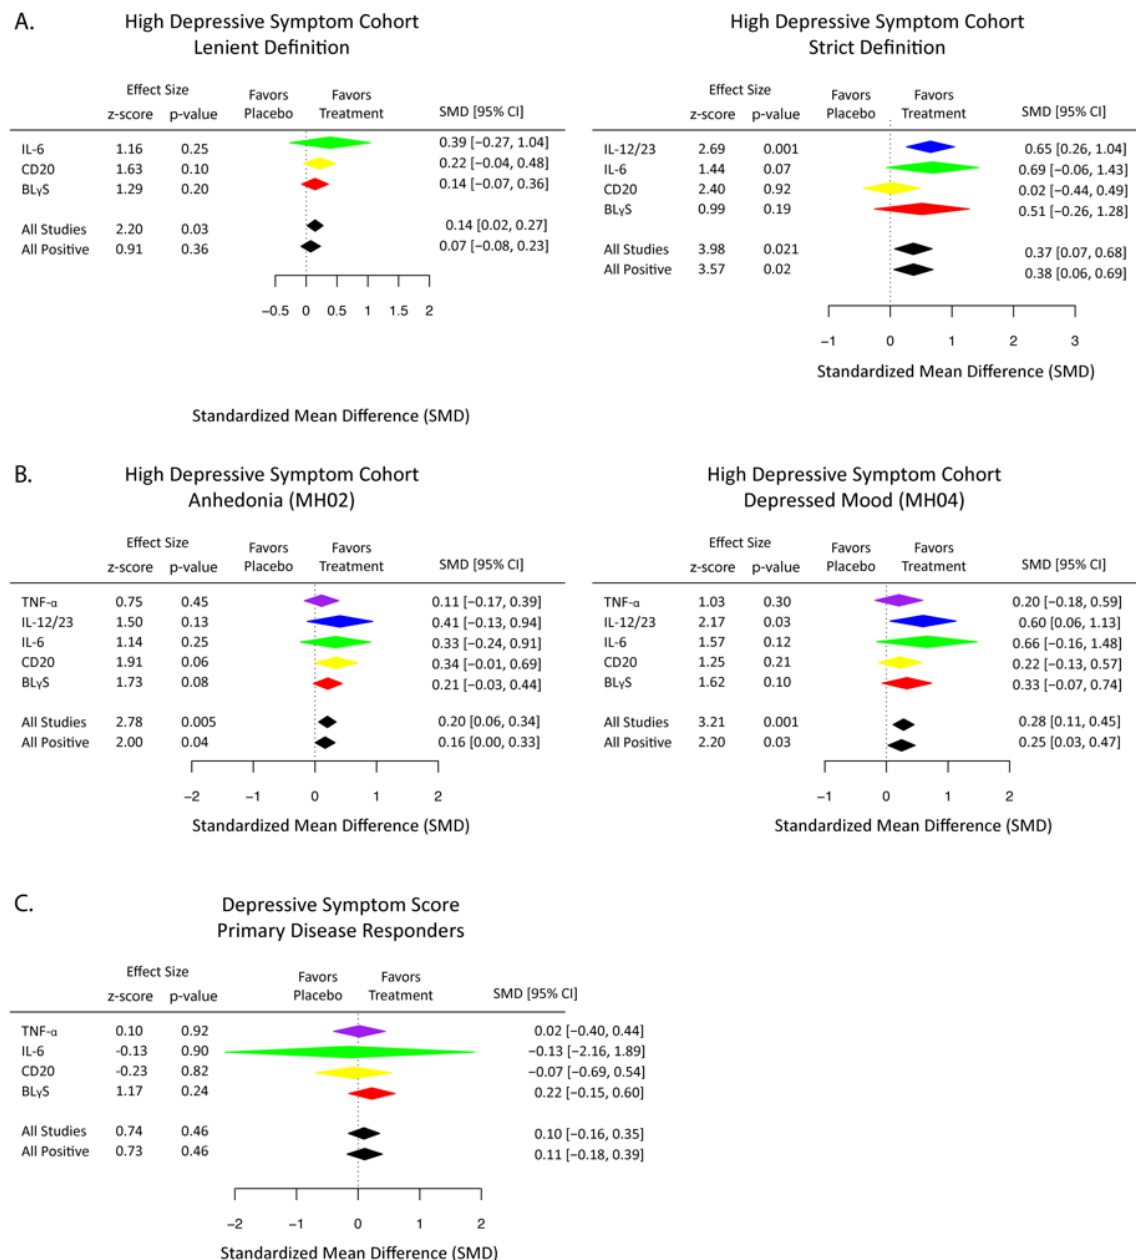 A.
High Depressive Symptom Cohort
Lenient Definition
Effect Size Favors Favors
z-score p-value Placebo Treatment SMD [95% CI]
IL-6 1.16 0.25 0.39 [−0.27, 1.04]
CD20 1.63 0.10 0.22 [−0.04, 0.48]
BLγS 1.29 0.20 0.14 [−0.07, 0.36]
All Studies 2.20 0.03 0.14 [0.02, 0.27]
All Positive 0.91 0.36 0.07 [−0.08, 0.23]
−0.5 0 0.5 1 1.5 2
Standardized Mean Difference (SMD)
High Depressive Symptom Cohort
Strict Definition
Effect Size Favors Favors
z-score p-value Placebo Treatment SMD [95% CI]
IL-12/23 2.69 0.001 0.65 [0.26, 1.04]
IL-6 1.44 0.07 0.69 [−0.06, 1.43]
CD20 2.40 0.92 0.02 [−0.44, 0.49]
BLγS 0.99 0.19 0.51 [−0.26, 1.28]
All Studies 3.98 0.021 0.37 [0.07, 0.68]
All Positive 3.57 0.02 0.38 [0.06, 0.69]
−1 0 1 2 3
Standardized Mean Difference (SMD)
B.
High Depressive Symptom Cohort
Anhedonia (MH02)
Effect Size Favors Favors
z-score p-value Placebo Treatment SMD [95% CI]
TNF-α 0.75 0.45 0.11 [−0.17, 0.39]
IL-12/23 1.50 0.13 0.41 [−0.13, 0.94]
IL-6 1.14 0.25 0.33 [−0.24, 0.91]
CD20 1.91 0.06 0.34 [−0.01, 0.69]
BLγS 1.73 0.08 0.21 [−0.03, 0.44]
All Studies 2.78 0.005 0.20 [0.06, 0.34]
All Positive 2.00 0.04 0.16 [0.00, 0.33]
−2 −1 0 1 2
Standardized Mean Difference (SMD)
High Depressive Symptom Cohort
Depressed Mood (MH04)
Effect Size Favors Favors
z-score p-value Placebo Treatment SMD [95% CI]
TNF-α 1.03 0.30 0.20 [−0.18, 0.59]
IL-12/23 2.17 0.03 0.60 [0.06, 1.13]
IL-6 1.57 0.12 0.66 [−0.16, 1.48]
CD20 1.25 0.21 0.22 [−0.13, 0.57]
BLγS 1.62 0.10 0.33 [−0.07, 0.74]
All Studies 3.21 0.001 0.28 [0.11, 0.45]
All Positive 2.20 0.03 0.25 [0.03, 0.47]
−1 0 1 2
Standardized Mean Difference (SMD)
C.
Depressive Symptom Score
Primary Disease Responders
Effect Size Favors Favors
z-score p-value Placebo Treatment SMD [95% CI]
TNF-α 0.10 0.92 0.02 [−0.40, 0.44]
IL-6 -0.13 0.90 −0.13 [−2.16, 1.89]
CD20 -0.23 0.82 −0.07 [−0.69, 0.54]
BLγS 1.17 0.24 0.22 [−0.15, 0.60]
All Studies 0.74 0.46 0.10 [−0.16, 0.35]
All Positive 0.73 0.46 0.11 [−0.18, 0.39]
−2 −1 0 1 2
Standardized Mean Difference (SMD)